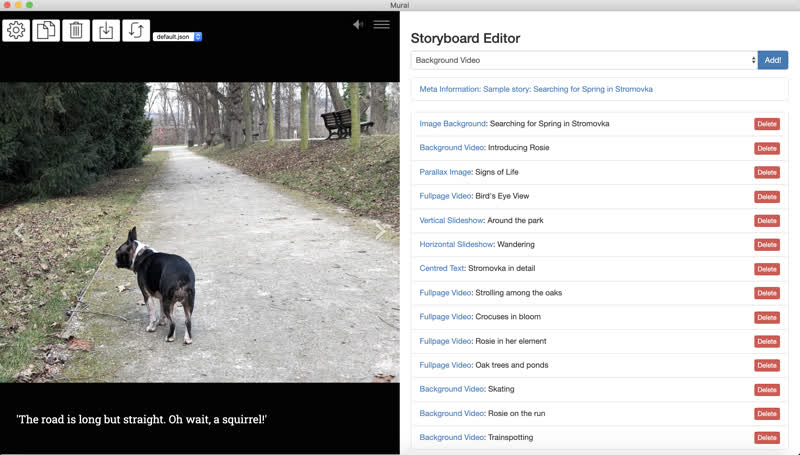 Mural
default.json
'The road is long but straight. Oh wait, a squirrel!'
Storyboard Editor
Background Video
Add!
Meta Information: Sample story: Searching for Spring in Stromovka
Image Background: Searching for Spring in Stromovka Delete
Background Video: Introducing Rosie Delete
Parallax Image: Signs of Life Delete
Fullpage Video: Bird's Eye View Delete
Vertical Slideshow: Around the park Delete
Horizontal Slideshow: Wandering Delete
Centred Text: Stromovka in detail Delete
Fullpage Video: Strolling among the oaks Delete
Fullpage Video: Crocuses in bloom Delete
Fullpage Video: Rosie in her element Delete
Fullpage Video: Oak trees and ponds Delete
Background Video: Skating Delete
Background Video: Rosie on the run Delete
Background Video: Trainspotting Delete